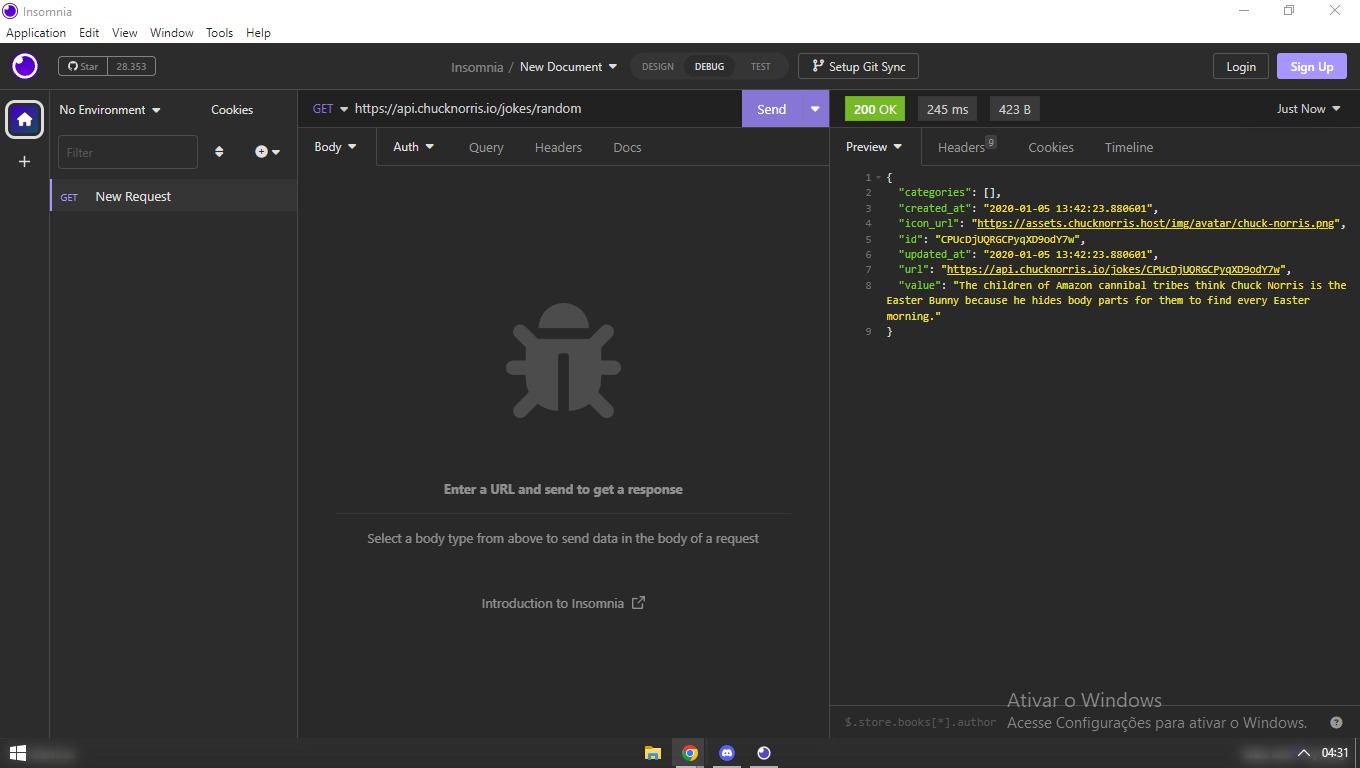 Insomnia
Application Edit View Window Tools Help
Star 28.353 Insomnia / New Document DESIGN DEBUG TEST Setup Git Sync Login Sign Up
No Environment Cookies
Filter
GET New Request
GET https://api.chucknorris.io/jokes/random Send
Body Auth Query Headers Docs
Enter a URL and send to get a response
Select a body type from above to send data in the body of a request
Introduction to Insomnia
200 OK 245 ms 423 B Just Now
Preview Headers 9 Cookies Timeline
1 {
2 "categories": [],
3 "created_at": "2020-01-05 13:42:23.880601",
4 "icon_url": "https://assets.chucknorris.host/img/avatar/chuck-norris.png",
5 "id": "CPUcDjUQRGCPyqXD9odY7w",
6 "updated_at": "2020-01-05 13:42:23.880601",
7 "url": "https://api.chucknorris.io/jokes/CPUcDjUQRGCPyqXD9odY7w",
8 "value": "The children of Amazon cannibal tribes think Chuck Norris is the
Easter Bunny because he hides body parts for them to find every Easter
morning."
9 }
Ativar o Windows
$.store.books[*].author Acesse Configurações para ativar o Windows. ?
04:31